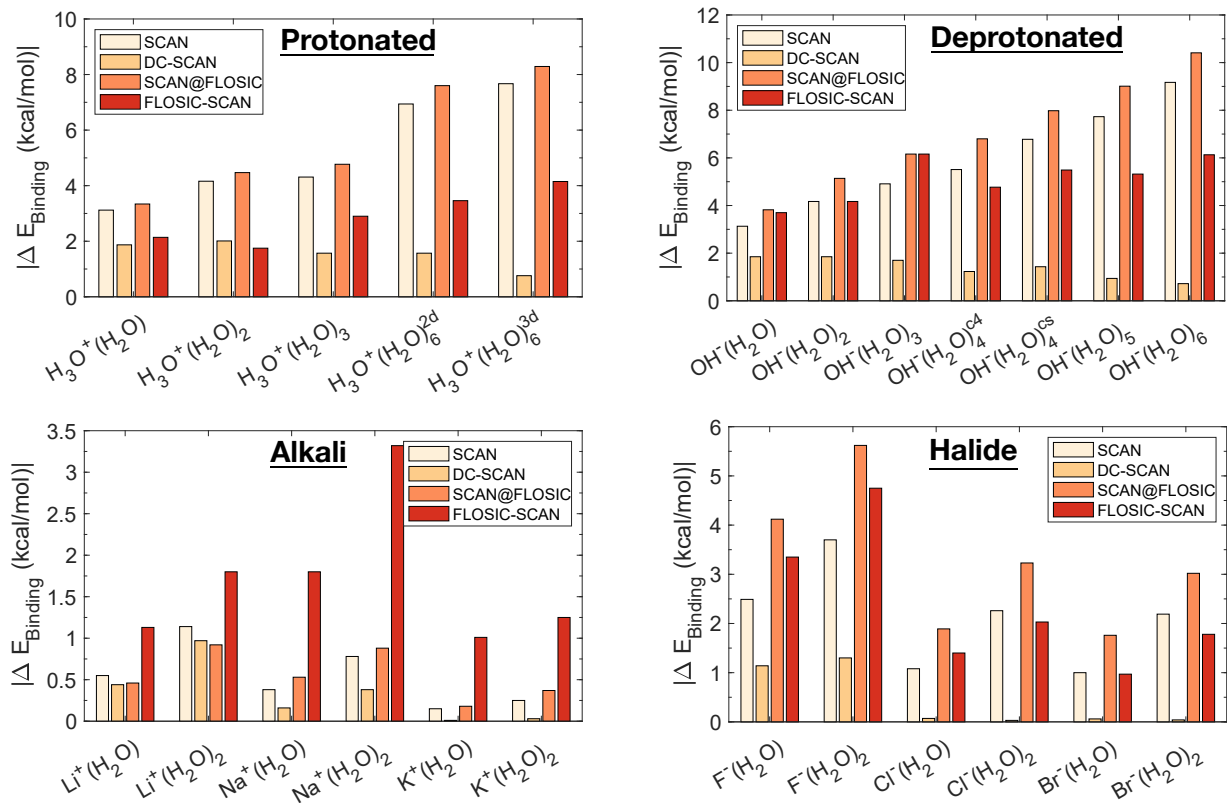 Protonated
SCAN
DC-SCAN
SCAN@FLOSIC
FLOSIC-SCAN
|Δ E_Binding (kcal/mol)|
10
8
6
4
2
0
H₃O⁺(H₂O)
H₃O⁺(H₂O)₂
H₃O⁺(H₂O)₃
H₃O⁺(H₂O)₆^2d
H₃O⁺(H₂O)₆^3d
Deprotonated
SCAN
DC-SCAN
SCAN@FLOSIC
FLOSIC-SCAN
|Δ E_Binding (kcal/mol)|
12
10
8
6
4
2
0
OH⁻(H₂O)
OH⁻(H₂O)₂
OH⁻(H₂O)₃
OH⁻(H₂O)₄^c4
OH⁻(H₂O)₄^cs
OH⁻(H₂O)₅
OH⁻(H₂O)₆
Alkali
SCAN
DC-SCAN
SCAN@FLOSIC
FLOSIC-SCAN
|Δ E_Binding (kcal/mol)|
3.5
3
2.5
2
1.5
1
0.5
0
Li⁺(H₂O)
Li⁺(H₂O)₂
Na⁺(H₂O)
Na⁺(H₂O)₂
K⁺(H₂O)
K⁺(H₂O)₂
Halide
SCAN
DC-SCAN
SCAN@FLOSIC
FLOSIC-SCAN
|Δ E_Binding (kcal/mol)|
6
5
4
3
2
1
0
F⁻(H₂O)
F⁻(H₂O)₂
Cl⁻(H₂O)
Cl⁻(H₂O)₂
Br⁻(H₂O)
Br⁻(H₂O)₂